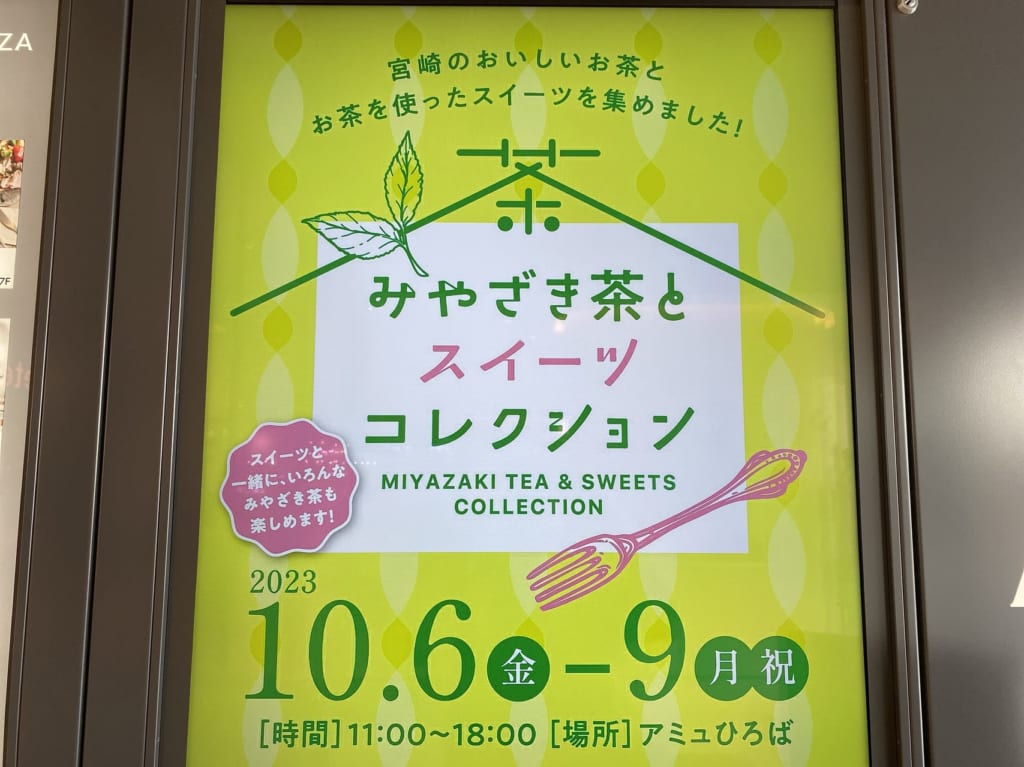 ZA
宮崎のおいしいお茶と
お茶を使ったスイーツを集めました!
茶
みやざき茶と
スイーツ
コレクション
MIYAZAKI TEA & SWEETS
COLLECTION
スイーツと
一緒に、いろんな
みやざき茶も
楽しめます!
2023
10.6金–9月祝
[時間]11:00〜18:00 [場所]アミュひろば
7F